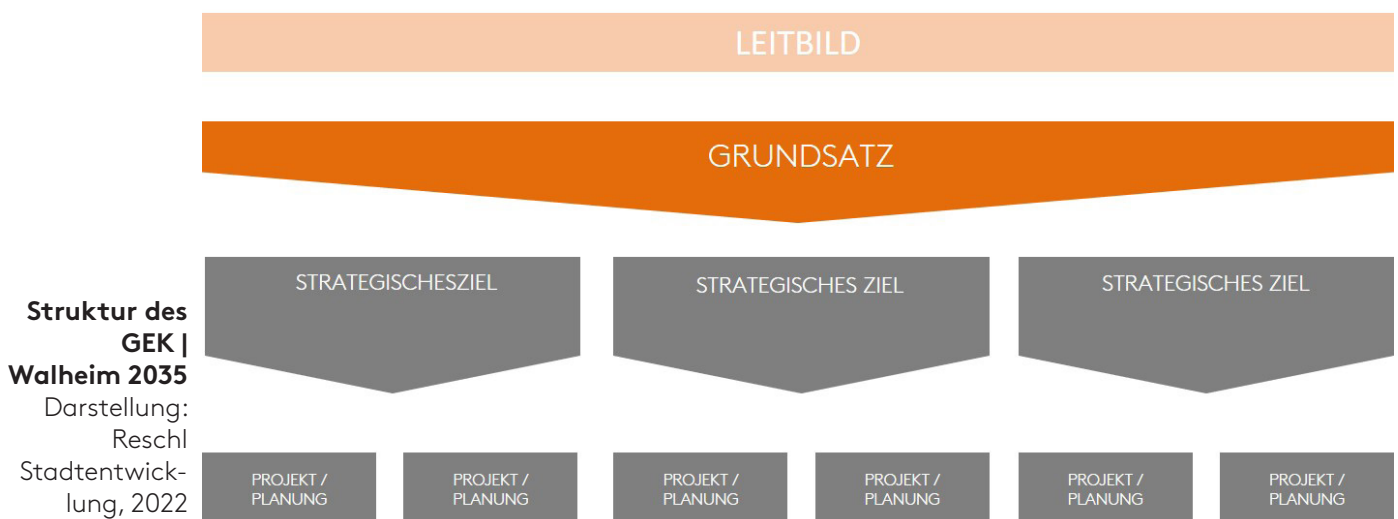 LEITBILD
GRUNDSATZ
STRATEGISCHESZIEL
STRATEGISCHES ZIEL
STRATEGISCHES ZIEL
Struktur des
GEK |
Walheim 2035
Darstellung:
Reschl
Stadtentwick-
lung, 2022
PROJEKT /
PLANUNG
PROJEKT /
PLANUNG
PROJEKT /
PLANUNG
PROJEKT /
PLANUNG
PROJEKT /
PLANUNG
PROJEKT /
PLANUNG